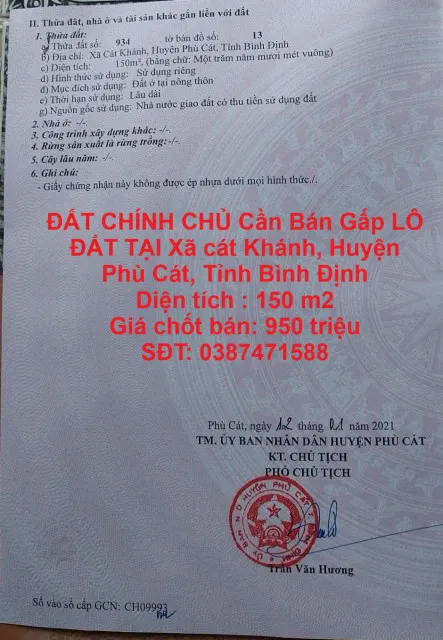 II. Thửa đất, nhà ở và tài sản khác gắn liền với đất
1. Thửa đất:
a) Thửa đất số: 934 tờ bản đồ số: 13
b) Địa chỉ: Xã Cát Khánh, Huyện Phù Cát, Tỉnh Bình Định
c) Diện tích: 150m², (bằng chữ: Một trăm năm mươi mét vuông)
d) Hình thức sử dụng: Sử dụng riêng
đ) Mục đích sử dụng: Đất ở tại nông thôn
e) Thời hạn sử dụng: Lâu dài
g) Nguồn gốc sử dụng: Nhà nước giao đất có thu tiền sử dụng đất
2. Nhà ở: -/-.
3. Công trình xây dựng khác: -/-.
4. Rừng sản xuất là rừng trồng: -/-.
5. Cây lâu năm: -/-.
6. Ghi chú:
- Giấy chứng nhận này không được ép nhựa dưới mọi hình thức./.
ĐẤT CHÍNH CHỦ Cần Bán Gấp LÔ
ĐẤT TẠI Xã cát Khánh, Huyện
Phù Cát, Tỉnh Bình Định
Diện tích : 150 m2
Giá chốt bán: 950 triệu
SĐT: 0387471588
Phù Cát, ngày 12 tháng 01 năm 2021
TM. ỦY BAN NHÂN DÂN HUYỆN PHÙ CÁT
KT. CHỦ TỊCH
PHÓ CHỦ TỊCH
Trần Văn Hương
Số vào sổ cấp GCN: CH09993